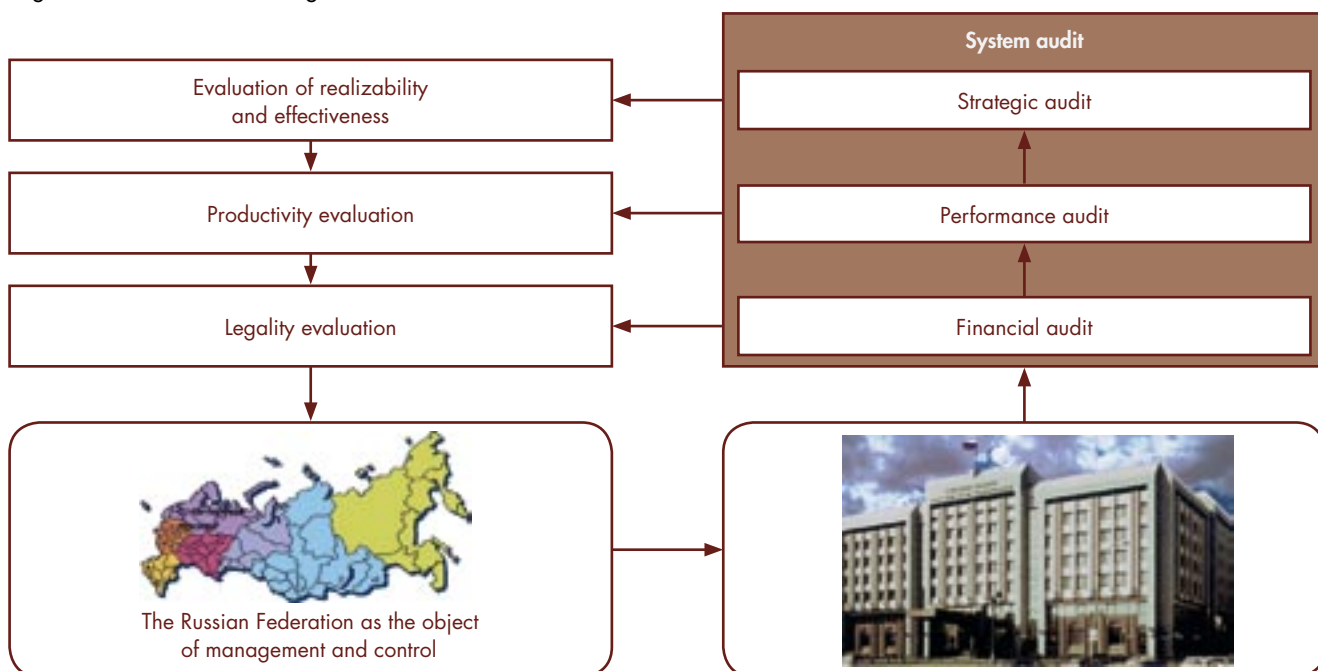 System audit
Evaluation of realizability
and effectiveness
Strategic audit
Productivity evaluation
Performance audit
Legality evaluation
Financial audit
The Russian Federation as the object
of management and control